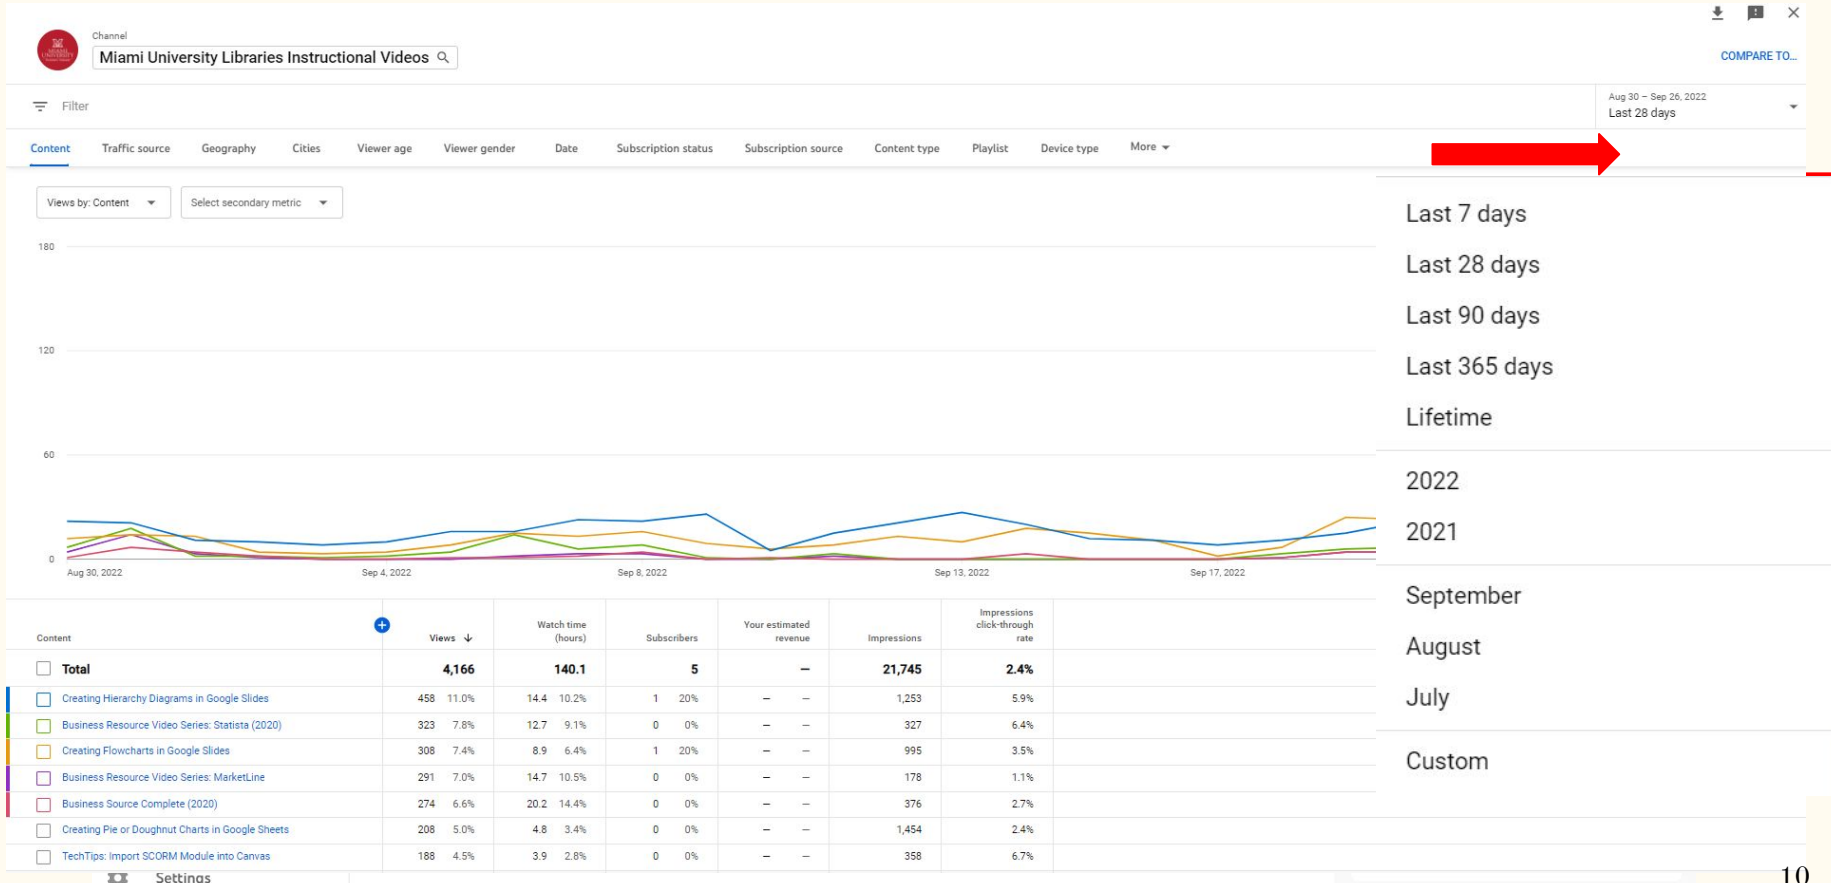 Channel
Miami University Libraries Instructional Videos
COMPARE TO...
Filter
Aug 30 – Sep 26, 2022
Last 28 days
Content Traffic source Geography Cities Viewer age Viewer gender Date Subscription status Subscription source Content type Playlist Device type More
Views by: Content Select secondary metric
180
120
60
0
Aug 30, 2022 Sep 4, 2022 Sep 8, 2022 Sep 13, 2022 Sep 17, 2022
Last 7 days
Last 28 days
Last 90 days
Last 365 days
Lifetime
2022
2021
September
August
July
Custom
Content Views Watch time (hours) Subscribers Your estimated revenue Impressions Impressions click-through rate
Total 4,166 140.1 5 — 21,745 2.4%
Creating Hierarchy Diagrams in Google Slides 458 11.0% 14.4 10.2% 1 20% — — 1,253 5.9%
Business Resource Video Series: Statista (2020) 323 7.8% 12.7 9.1% 0 0% — — 327 6.4%
Creating Flowcharts in Google Slides 308 7.4% 8.9 6.4% 1 20% — — 995 3.5%
Business Resource Video Series: MarketLine 291 7.0% 14.7 10.5% 0 0% — — 178 1.1%
Business Source Complete (2020) 274 6.6% 20.2 14.4% 0 0% — — 376 2.7%
Creating Pie or Doughnut Charts in Google Sheets 208 5.0% 4.8 3.4% 0 0% — — 1,454 2.4%
TechTips: Import SCORM Module into Canvas 188 4.5% 3.9 2.8% 0 0% — — 358 6.7%
Settings
10